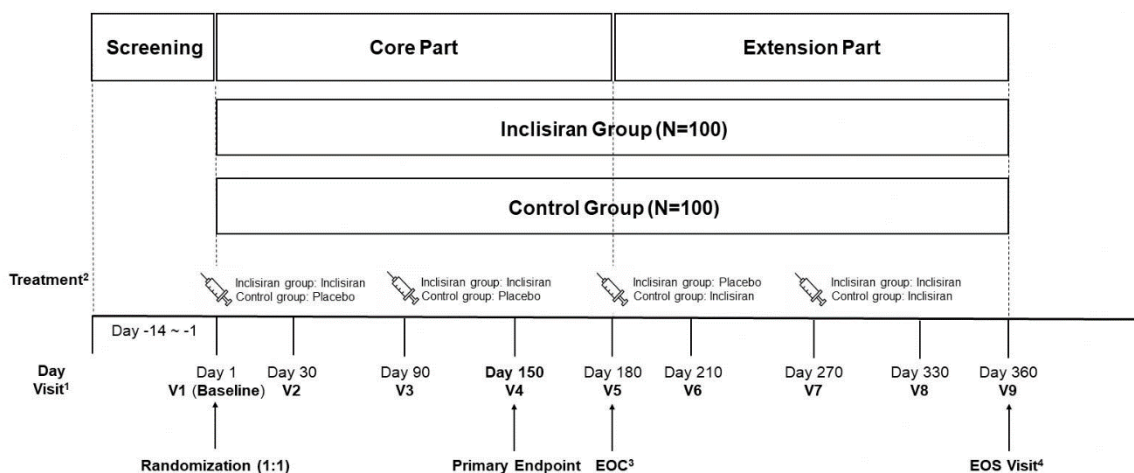 Screening
Core Part
Extension Part
Inclisiran Group (N=100)
Control Group (N=100)
Treatment²
Inclisiran group: Inclisiran
Control group: Placebo
Inclisiran group: Inclisiran
Control group: Placebo
Inclisiran group: Placebo
Control group: Inclisiran
Inclisiran group: Inclisiran
Control group: Inclisiran
Day -14 ~ -1
Day
Visit¹
Day 1
V1 (Baseline)
Day 30
V2
Day 90
V3
Day 150
V4
Day 180
V5
Day 210
V6
Day 270
V7
Day 330
V8
Day 360
V9
Randomization (1:1)
Primary Endpoint
EOC³
EOS Visit⁴